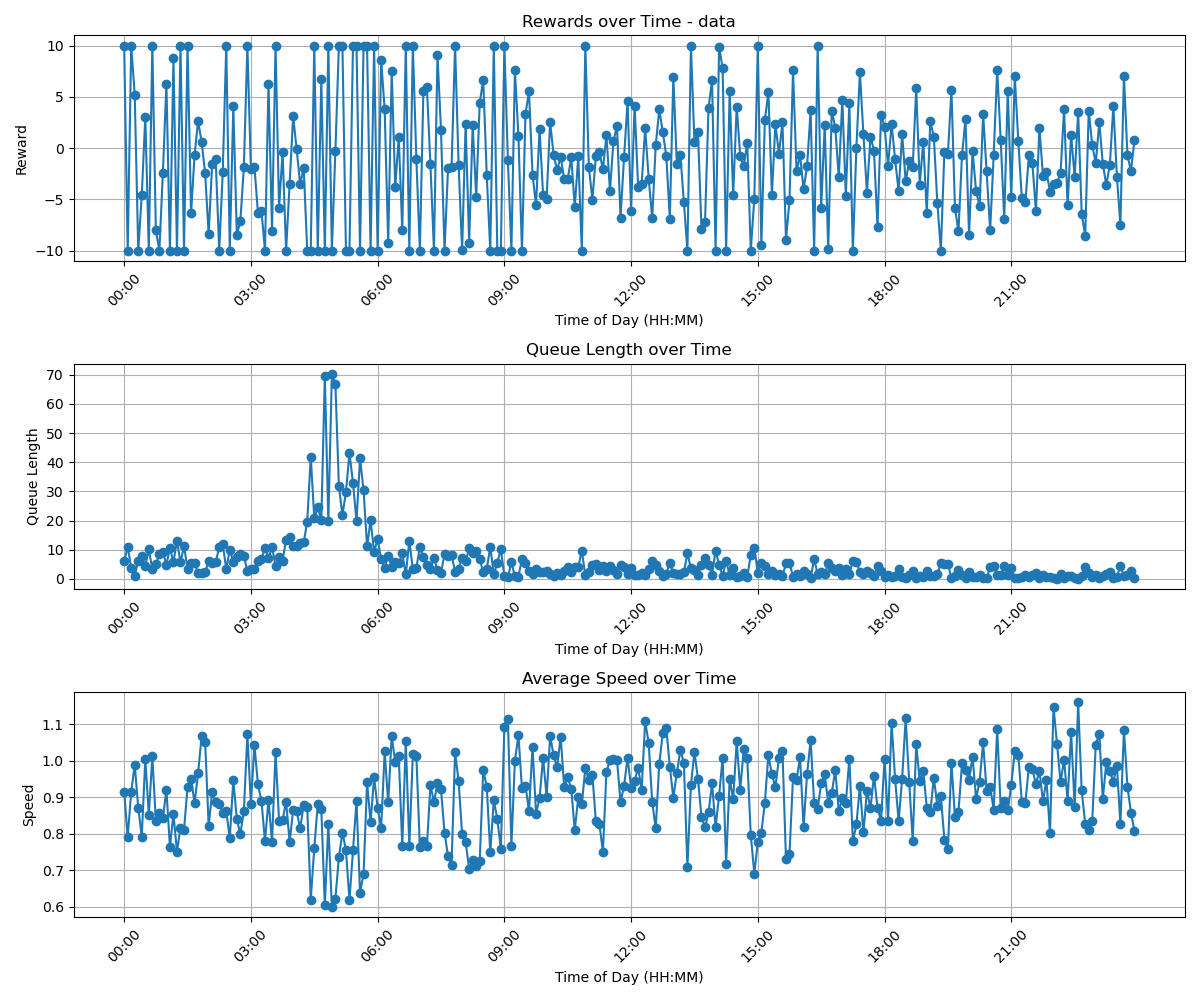 Rewards over Time - data
Reward
10
5
0
−5
−10
00:00 03:00 06:00 09:00 12:00 15:00 18:00 21:00
Time of Day (HH:MM)
Queue Length over Time
Queue Length
70
60
50
40
30
20
10
0
00:00 03:00 06:00 09:00 12:00 15:00 18:00 21:00
Time of Day (HH:MM)
Average Speed over Time
Speed
1.1
1.0
0.9
0.8
0.7
0.6
00:00 03:00 06:00 09:00 12:00 15:00 18:00 21:00
Time of Day (HH:MM)